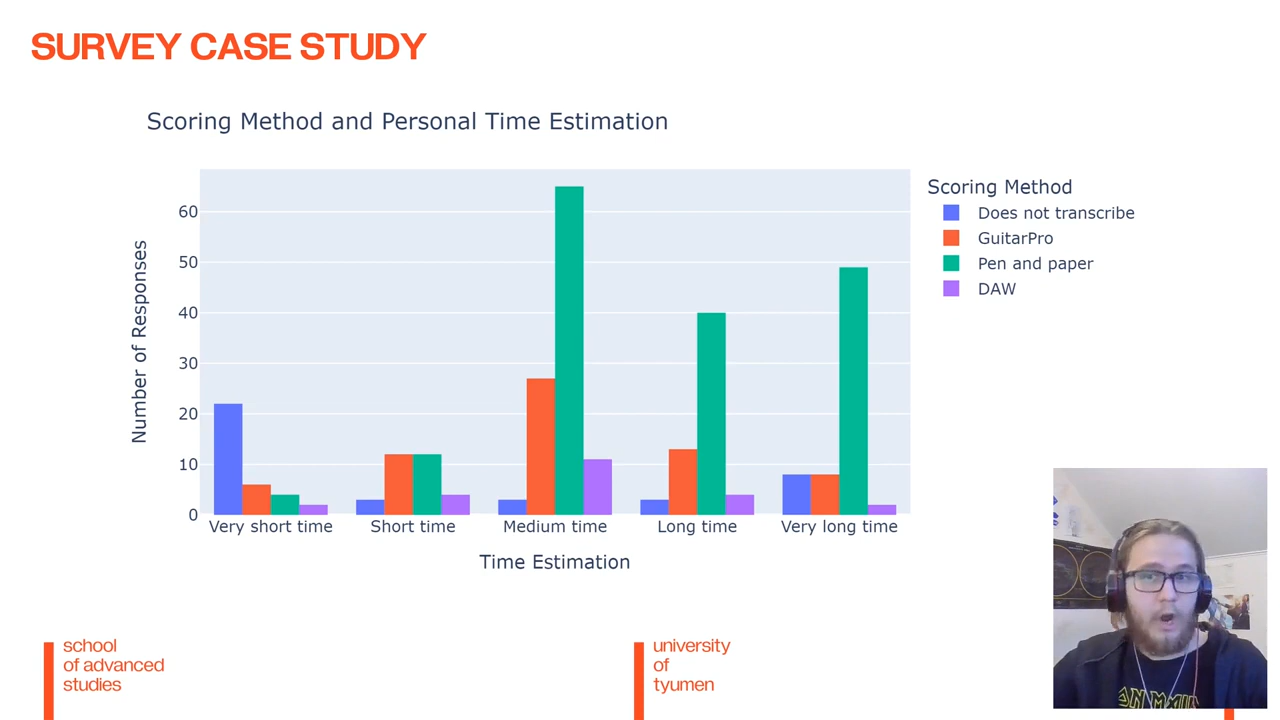 SURVEY CASE STUDY
Scoring Method and Personal Time Estimation
Number of Responses
60
50
40
30
20
10
0
Very short time
Short time
Medium time
Long time
Very long time
Time Estimation
Scoring Method
Does not transcribe
GuitarPro
Pen and paper
DAW
school
of advanced
studies
university
of
tyumen